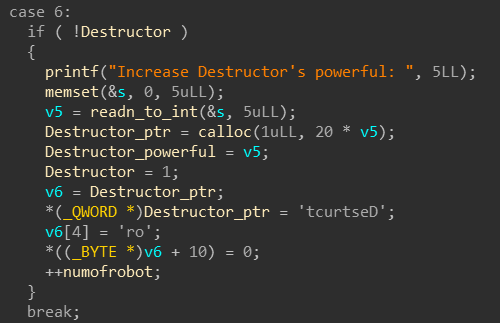 case 6:
if ( !Destructor )
{
printf("Increase Destructor's powerful: ", 5LL);
memset(&s, 0, 5uLL);
v5 = readn_to_int(&s, 5uLL);
Destructor_ptr = calloc(1uLL, 20 * v5);
Destructor_powerful = v5;
Destructor = 1;
v6 = Destructor_ptr;
*(_QWORD *)Destructor_ptr = 'tcurtseD';
v6[4] = 'ro';
*((_BYTE *)v6 + 10) = 0;
++numofrobot;
}
break;